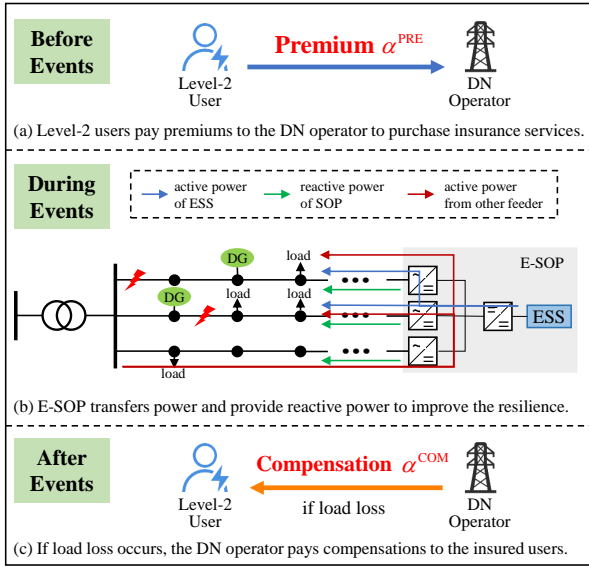 Before
Events
Premium α^PRE
Level-2
User
DN
Operator
(a) Level-2 users pay premiums to the DN operator to purchase insurance services.
During
Events
active power
of ESS
reactive power
of SOP
active power
from other feeder
E-SOP
DG
load
DG
load
load
ESS
load
(b) E-SOP transfers power and provide reactive power to improve the resilience.
After
Events
Compensation α^COM
if load loss
Level-2
User
DN
Operator
(c) If load loss occurs, the DN operator pays compensations to the insured users.